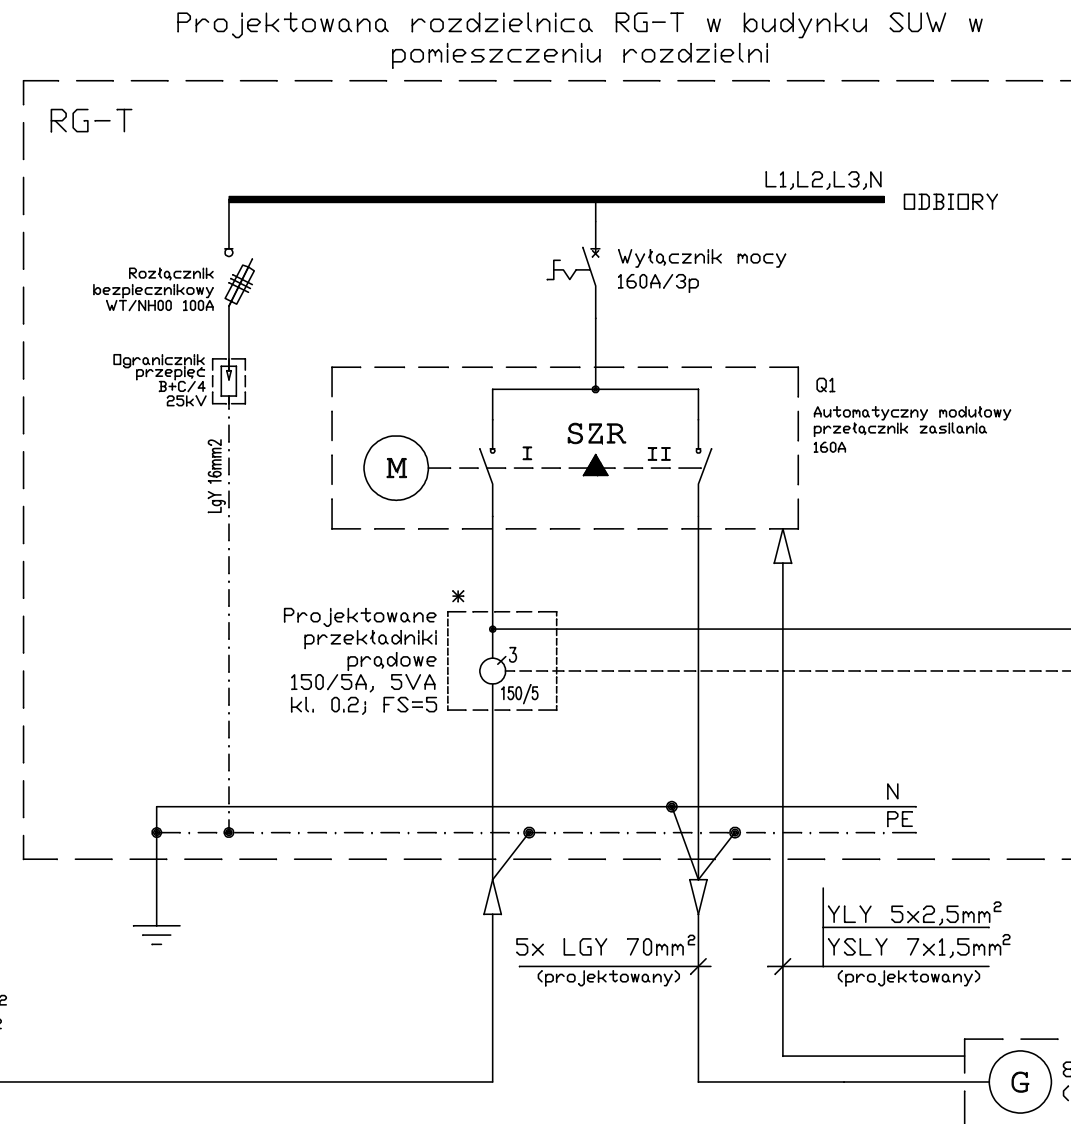 Projektowana rozdzielnica RG-T w budynku SUW w
pomieszczeniu rozdzielni
RG-T
L1,L2,L3,N
ODBIORY
Wyłącznik mocy
160A/3p
Rozłącznik
bezpiecznikowy
WT/NH00 100A
Ogranicznik
przepięć
B+C/4
25kV
LgY 16mm2
Q1
Automatyczny modułowy
przełącznik zasilania
160A
SZR
I
II
M
*
Projektowane
przekładniki
prądowe
150/5A, 5VA
kl. 0.2; FS=5
3
150/5
N
PE
YLY 5x2,5mm²
YSLY 7x1,5mm²
(projektowany)
5x LGY 70mm²
(projektowany)
G